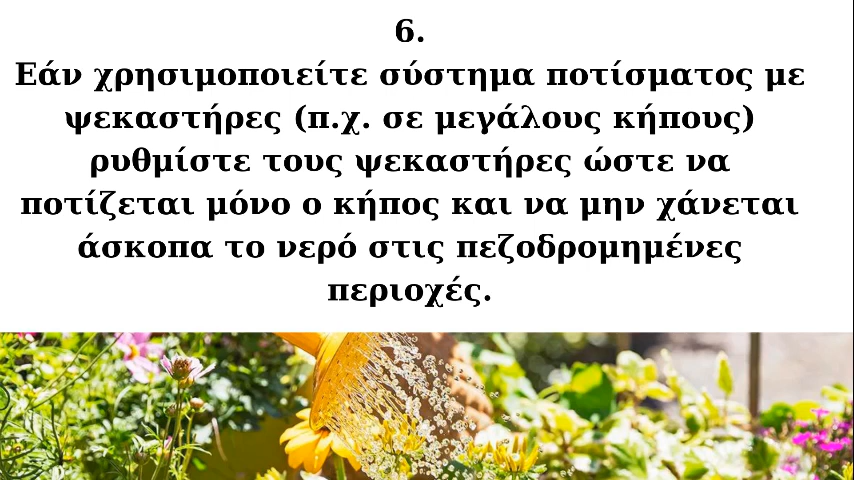 6.
Εάν χρησιμοποιείτε σύστημα ποτίσματος με
ψεκαστήρες (π.χ. σε μεγάλους κήπους)
ρυθμίστε τους ψεκαστήρες ώστε να
ποτίζεται μόνο ο κήπος και να μην χάνεται
άσκοπα το νερό στις πεζοδρομημένες
περιοχές.